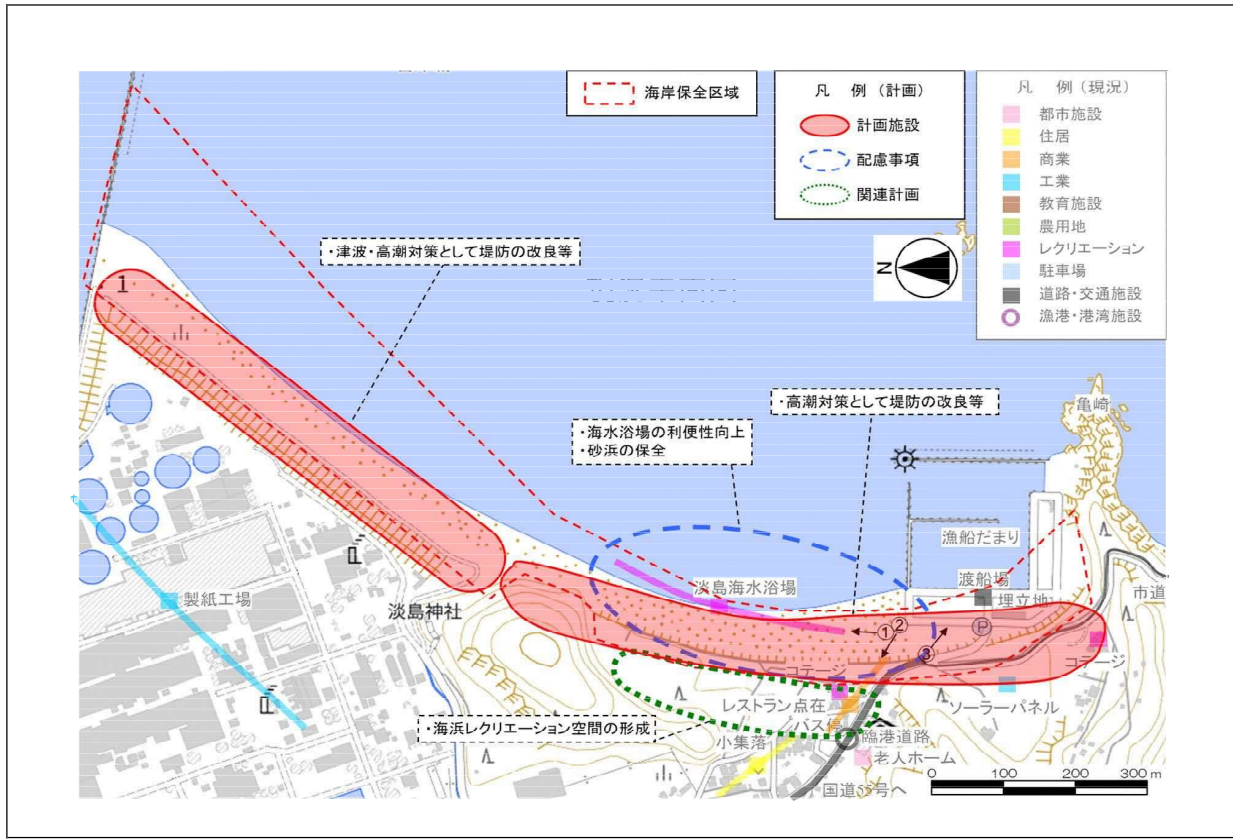 海岸保全区域
凡 例（計画）
計画施設
配慮事項
関連計画
凡 例（現況）
都市施設
住居
商業
工業
教育施設
農用地
レクリエーション
駐車場
道路・交通施設
漁港・港湾施設
N
・津波・高潮対策として堤防の改良等
1
・高潮対策として堤防の改良等
・海水浴場の利便性向上
・砂浜の保全
亀崎
漁船だまり
渡船場
埋立地
市道
淡島海水浴場
製紙工場
淡島神社
①
②
③
P
コテージ
コテージ
ソーラーパネル
レストラン点在
バス停
・海浜レクリエーション空間の形成
小集落
臨港道路
老人ホーム
国道55号へ
0 100 200 300 m